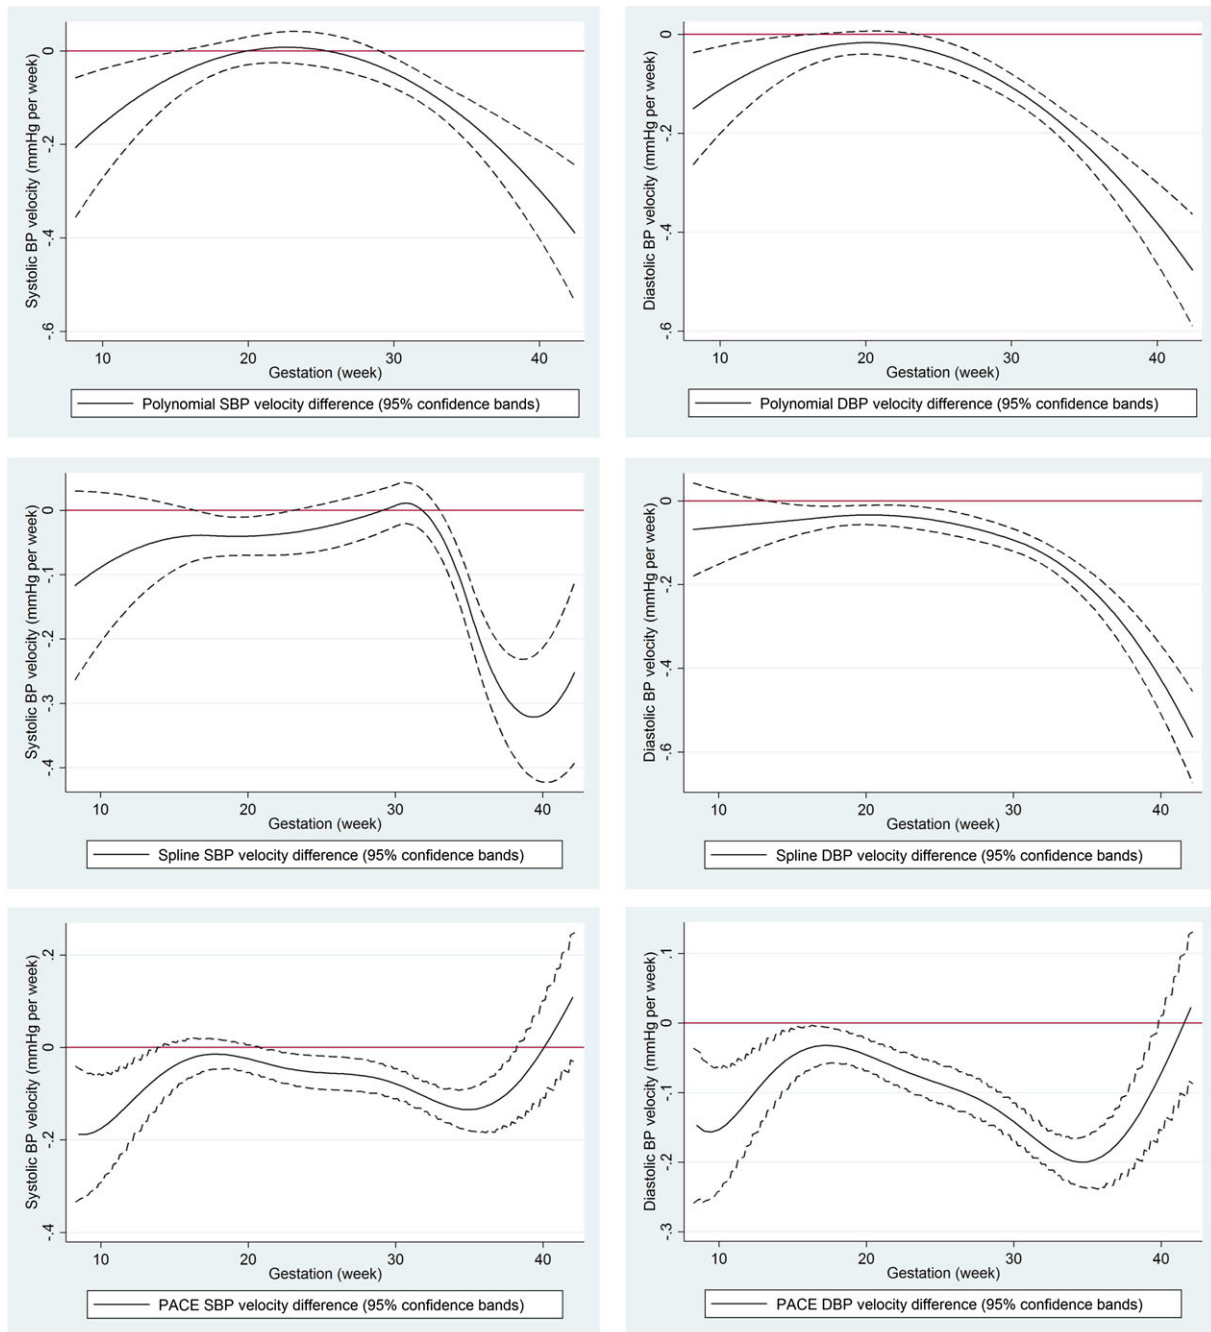 Systolic BP velocity (mmHg per week)
0
-.2
-.4
-.6
10 20 30 40
Gestation (week)
Polynomial SBP velocity difference (95% confidence bands)
Diastolic BP velocity (mmHg per week)
0
-.2
-.4
-.6
10 20 30 40
Gestation (week)
Polynomial DBP velocity difference (95% confidence bands)
Systolic BP velocity (mmHg per week)
0
-.1
-.2
-.3
-.4
10 20 30 40
Gestation (week)
Spline SBP velocity difference (95% confidence bands)
Diastolic BP velocity (mmHg per week)
0
-.2
-.4
-.6
10 20 30 40
Gestation (week)
Spline DBP velocity difference (95% confidence bands)
Systolic BP velocity (mmHg per week)
.2
0
-.2
-.4
10 20 30 40
Gestation (week)
PACE SBP velocity difference (95% confidence bands)
Diastolic BP velocity (mmHg per week)
.1
0
-.1
-.2
-.3
10 20 30 40
Gestation (week)
PACE DBP velocity difference (95% confidence bands)